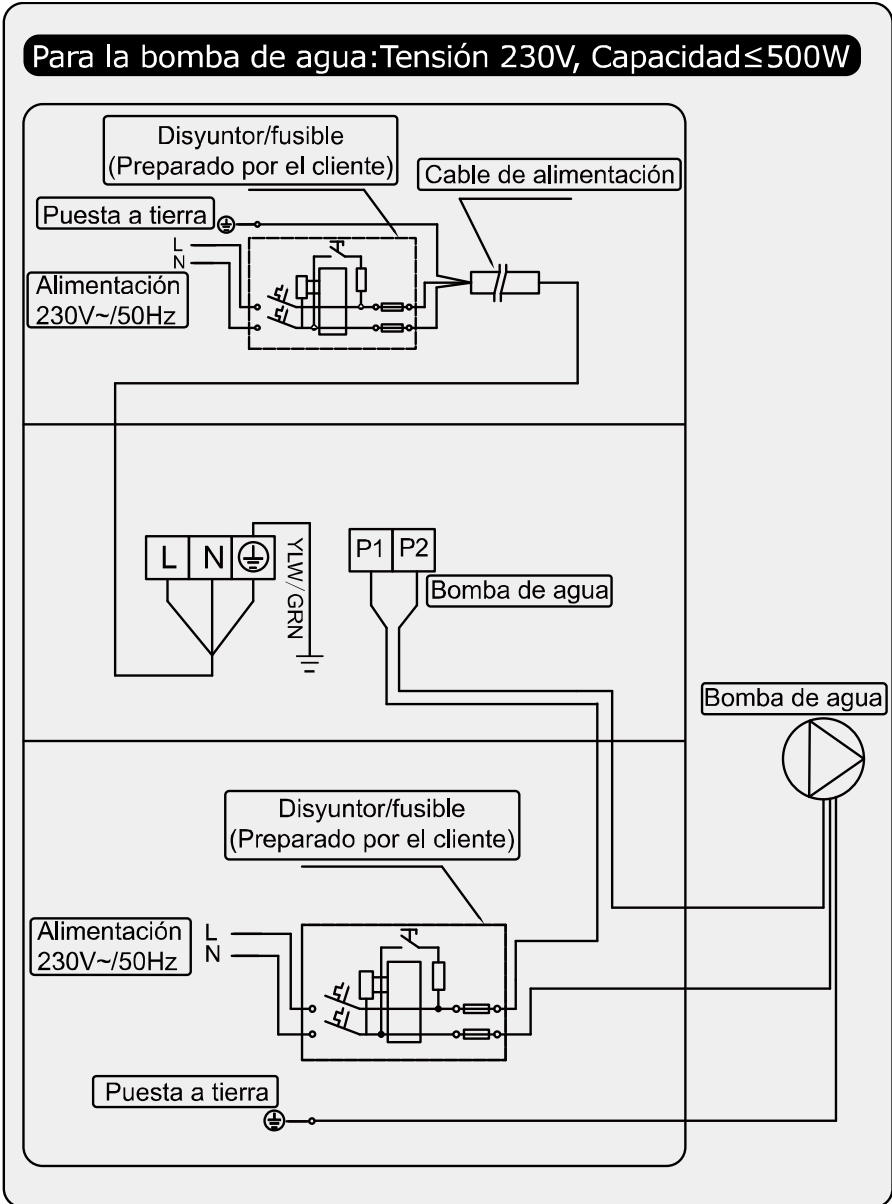 Para la bomba de agua:Tensión 230V, Capacidad≤500W
Disyuntor/fusible
(Preparado por el cliente)
Cable de alimentación
Puesta a tierra
L
N
Alimentación
230V~/50Hz
L N
YLW/GRN
P1 P2
Bomba de agua
Bomba de agua
Disyuntor/fusible
(Preparado por el cliente)
Alimentación
230V~/50Hz
L
N
Puesta a tierra